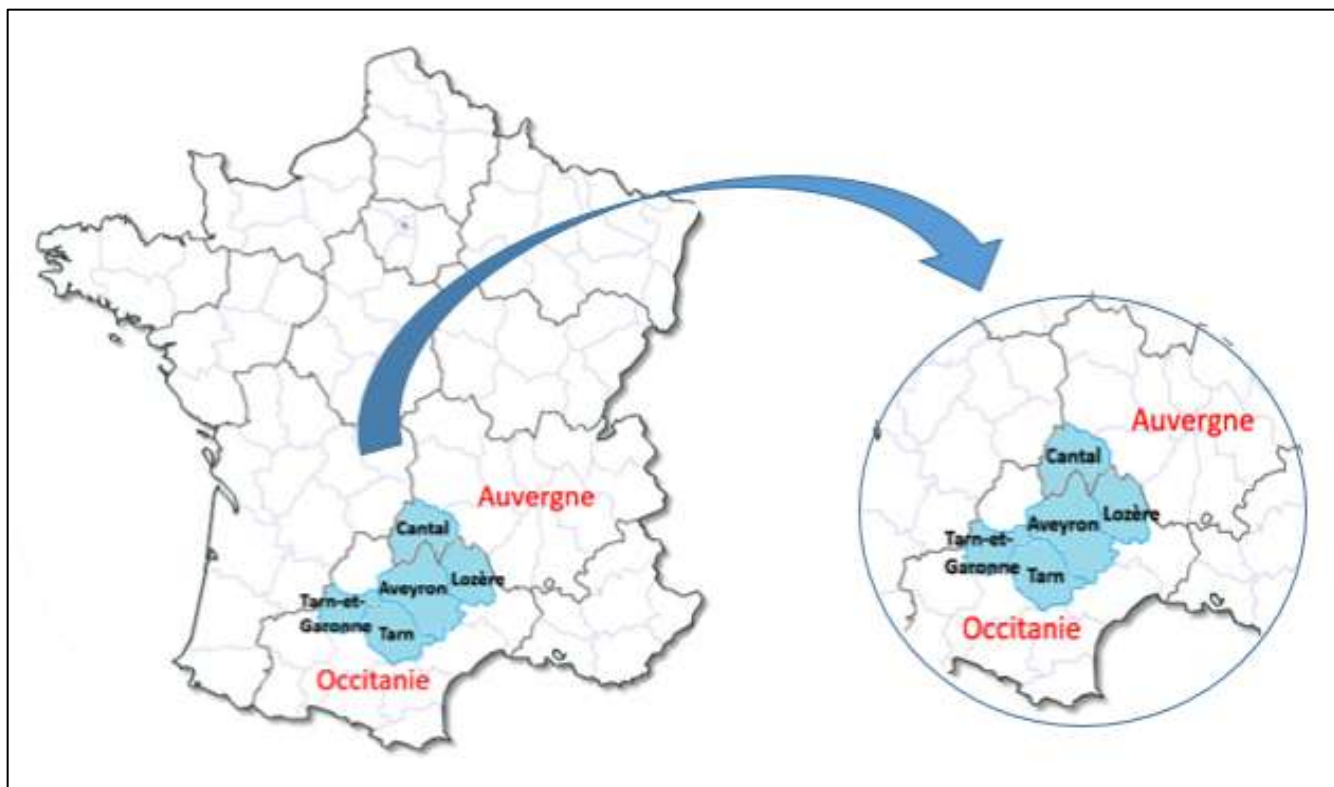 Auvergne
Cantal
Aveyron
Lozère
Tarn-et-
Garonne
Tarn
Occitanie
Auvergne
Cantal
Aveyron
Lozère
Tarn-et-
Garonne
Tarn
Occitanie